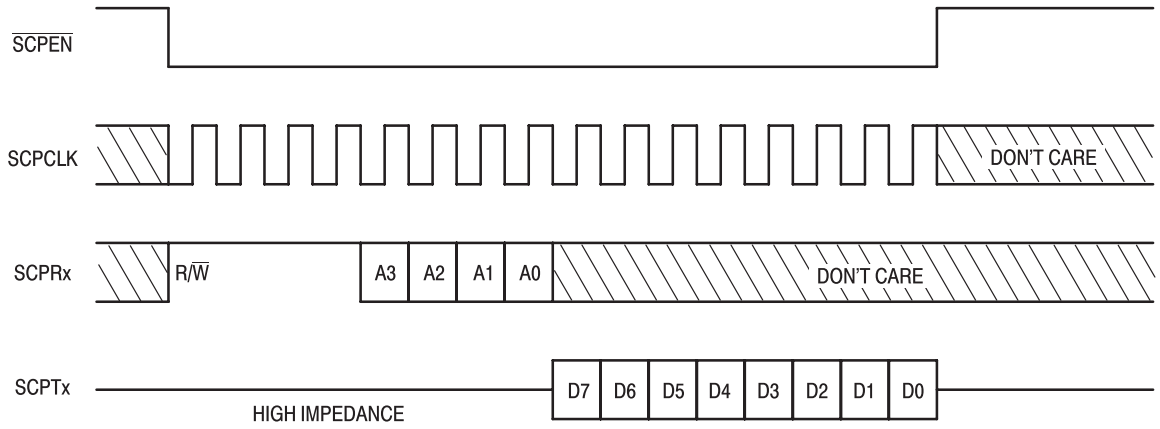 S̅C̅P̅E̅N̅
SCPCLK
DON'T CARE
SCPRx
R/W̅
A3 A2 A1 A0
DON'T CARE
SCPTx
HIGH IMPEDANCE
D7 D6 D5 D4 D3 D2 D1 D0